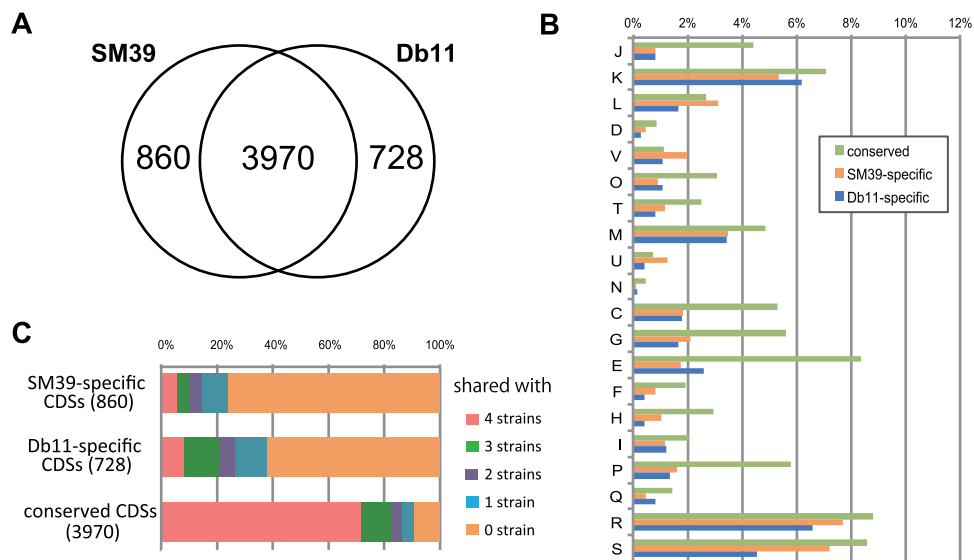 A
SM39
Db11
860
3970
728
B
0%
2%
4%
6%
8%
10%
12%
J
K
L
D
V
O
T
M
U
N
C
G
E
F
H
I
P
Q
R
S
conserved
SM39-specific
Db11-specific
C
0%
20%
40%
60%
80%
100%
SM39-specific
CDSs (860)
Db11-specific
CDSs (728)
conserved CDSs
(3970)
shared with
4 strains
3 strains
2 strains
1 strain
0 strain